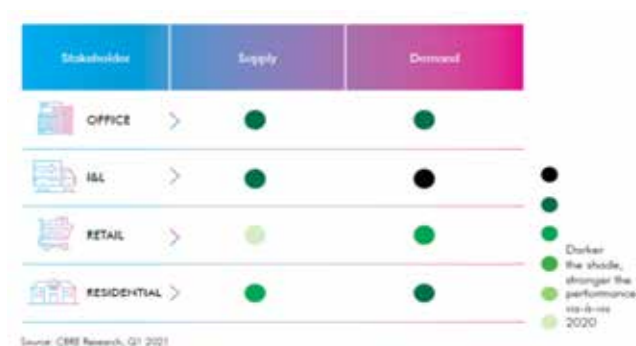 Stakeholder Supply Demand
OFFICE
I&L
RETAIL
RESIDENTIAL
Darker
the shade,
stronger the
performance
vis-à-vis
2020
Source: CBRE Research, Q1 2021